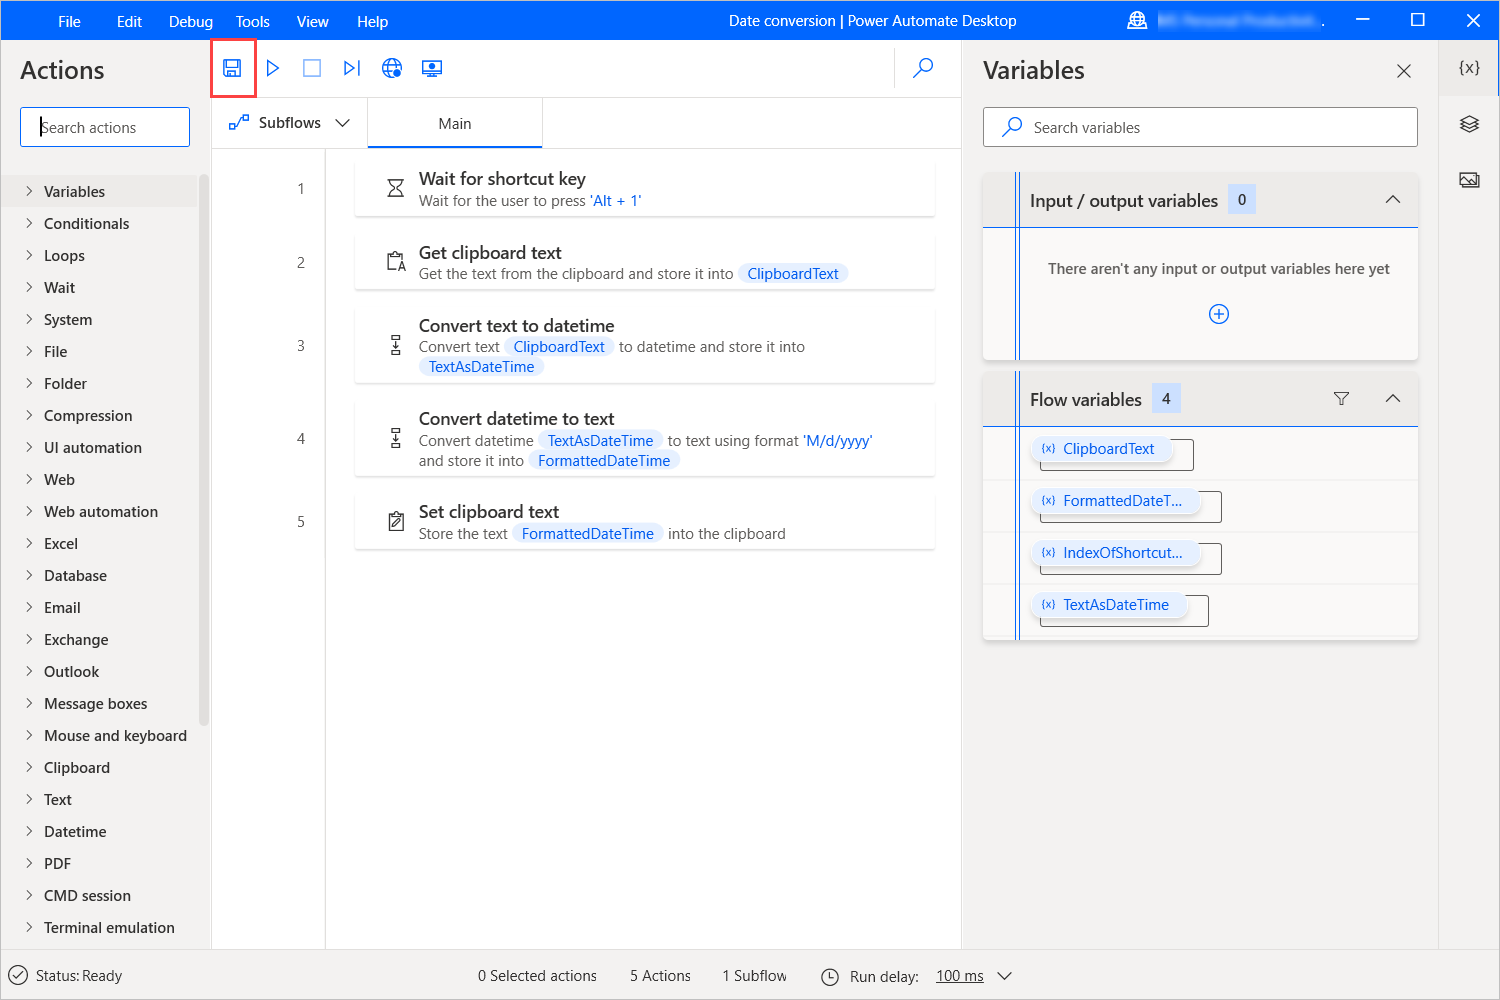 File Edit Debug Tools View Help
Date conversion | Power Automate Desktop
Actions
Search actions
Variables
Conditionals
Loops
Wait
System
File
Folder
Compression
UI automation
Web
Web automation
Excel
Database
Email
Exchange
Outlook
Message boxes
Mouse and keyboard
Clipboard
Text
Datetime
PDF
CMD session
Terminal emulation
Subflows
Main
1
Wait for shortcut key
Wait for the user to press 'Alt + 1'
2
Get clipboard text
Get the text from the clipboard and store it into ClipboardText
3
Convert text to datetime
Convert text ClipboardText to datetime and store it into
TextAsDateTime
4
Convert datetime to text
Convert datetime TextAsDateTime to text using format 'M/d/yyyy'
and store it into FormattedDateTime
5
Set clipboard text
Store the text FormattedDateTime into the clipboard
Variables
{x}
Search variables
Input / output variables 0
There aren't any input or output variables here yet
Flow variables 4
{x} ClipboardText
{x} FormattedDateT...
{x} IndexOfShortcut...
{x} TextAsDateTime
Status: Ready
0 Selected actions
5 Actions
1 Subflow
Run delay: 100 ms